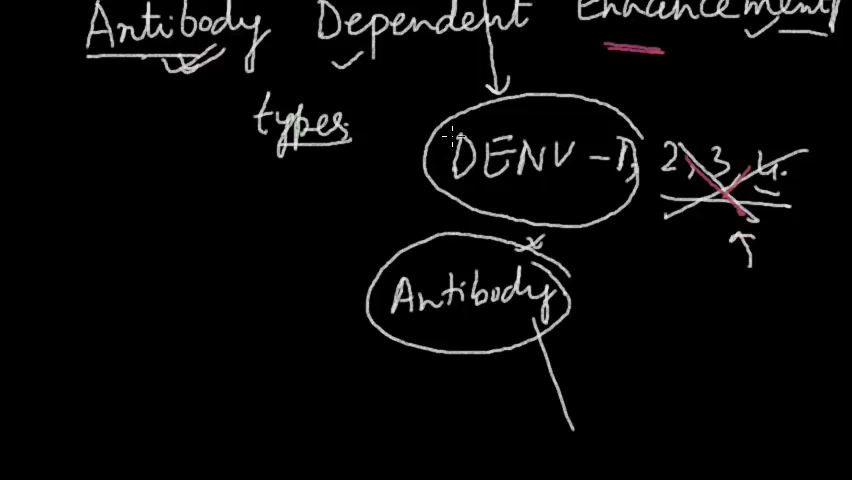 Antibody Dependent Enhancement
types
DENV - 1, 2, 3, 4.
Antibody